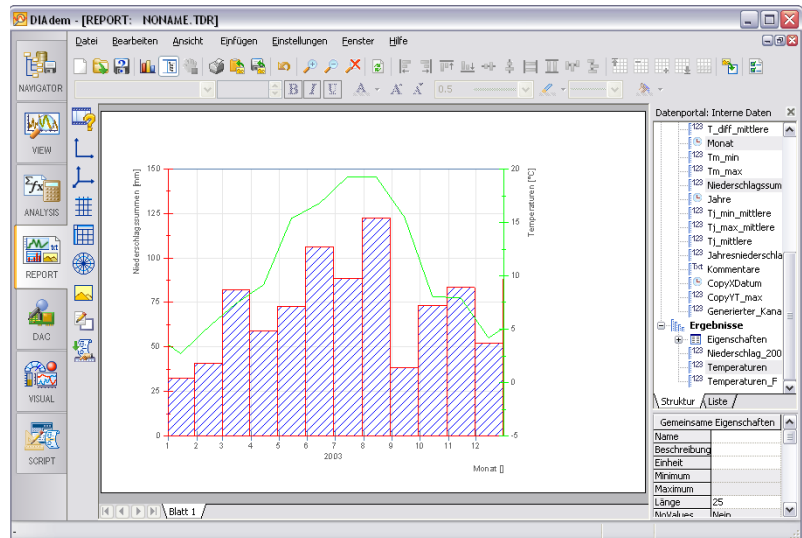 DIAdem - [REPORT: NONAME.TDR]
Datei Bearbeiten Ansicht Einfügen Einstellungen Fenster Hilfe
0.5
NAVIGATOR
VIEW
ANALYSIS
REPORT
DAC
VISUAL
SCRIPT
Niederschlagssummen [mm]
150
125
100
75
50
25
0
Temperaturen [°C]
20
15
10
5
0
-5
1 2 3 4 5 6 7 8 9 10 11 12
2003
Monat []
Blatt 1
Datenportal: Interne Daten
T_diff_mittlere
Monat
Tm_min
Tm_max
Niederschlagssum
Jahre
Tj_min_mittlere
Tj_max_mittlere
Tj_mittlere
Jahresniederschla
Kommentare
CopyXDatum
CopyYT_max
Generierter_Kana
Ergebnisse
Eigenschaften
Niederschlag_200
Temperaturen
Temperaturen_F
Struktur Liste
Gemeinsame Eigenschaften
Name
Beschreibung
Einheit
Minimum
Maximum
Länge 25
NoValues Nein